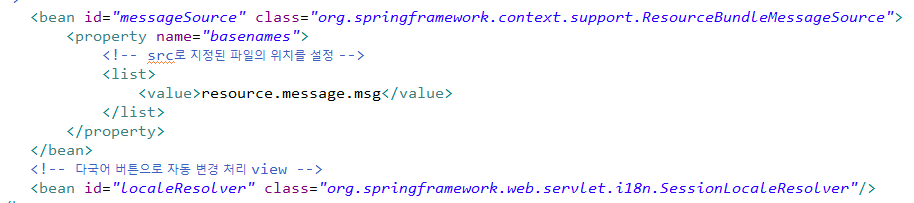 <bean id="messageSource" class="org.springframework.context.support.ResourceBundleMessageSource">
<property name="basenames">
<!-- src로 지정된 파일의 위치를 설정 -->
<list>
<value>resource.message.msg</value>
</list>
</property>
</bean>
<!-- 다국어 버튼으로 자동 변경 처리 view -->
<bean id="localeResolver" class="org.springframework.web.servlet.i18n.SessionLocaleResolver"/>